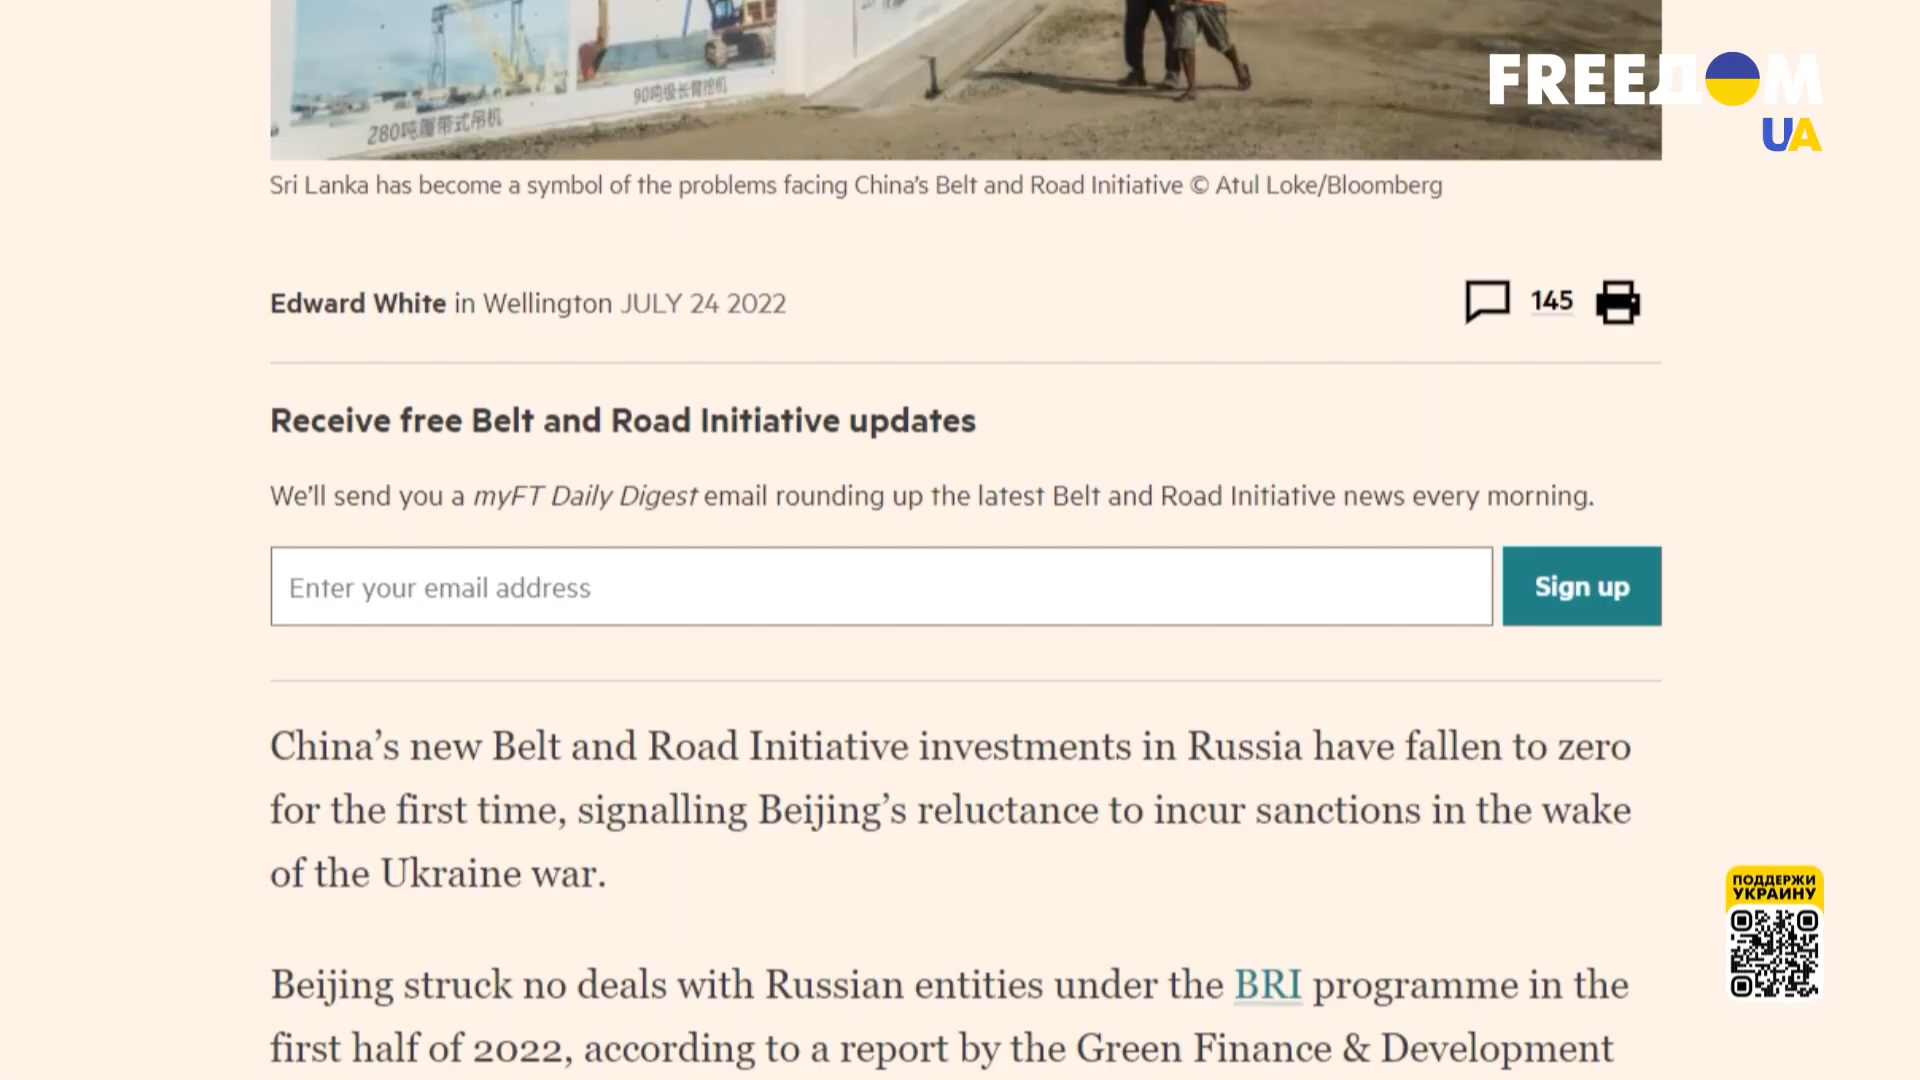 FREEДOM
UA
90吨级长臂挖机
280吨履带式吊机
Sri Lanka has become a symbol of the problems facing China’s Belt and Road Initiative © Atul Loke/Bloomberg
Edward White in Wellington JULY 24 2022
145
Receive free Belt and Road Initiative updates
We’ll send you a myFT Daily Digest email rounding up the latest Belt and Road Initiative news every morning.
Enter your email address
Sign up
China’s new Belt and Road Initiative investments in Russia have fallen to zero
for the first time, signalling Beijing’s reluctance to incur sanctions in the wake
of the Ukraine war.
ПОДДЕРЖИ
УКРАИНУ
Beijing struck no deals with Russian entities under the BRI programme in the
first half of 2022, according to a report by the Green Finance & Development